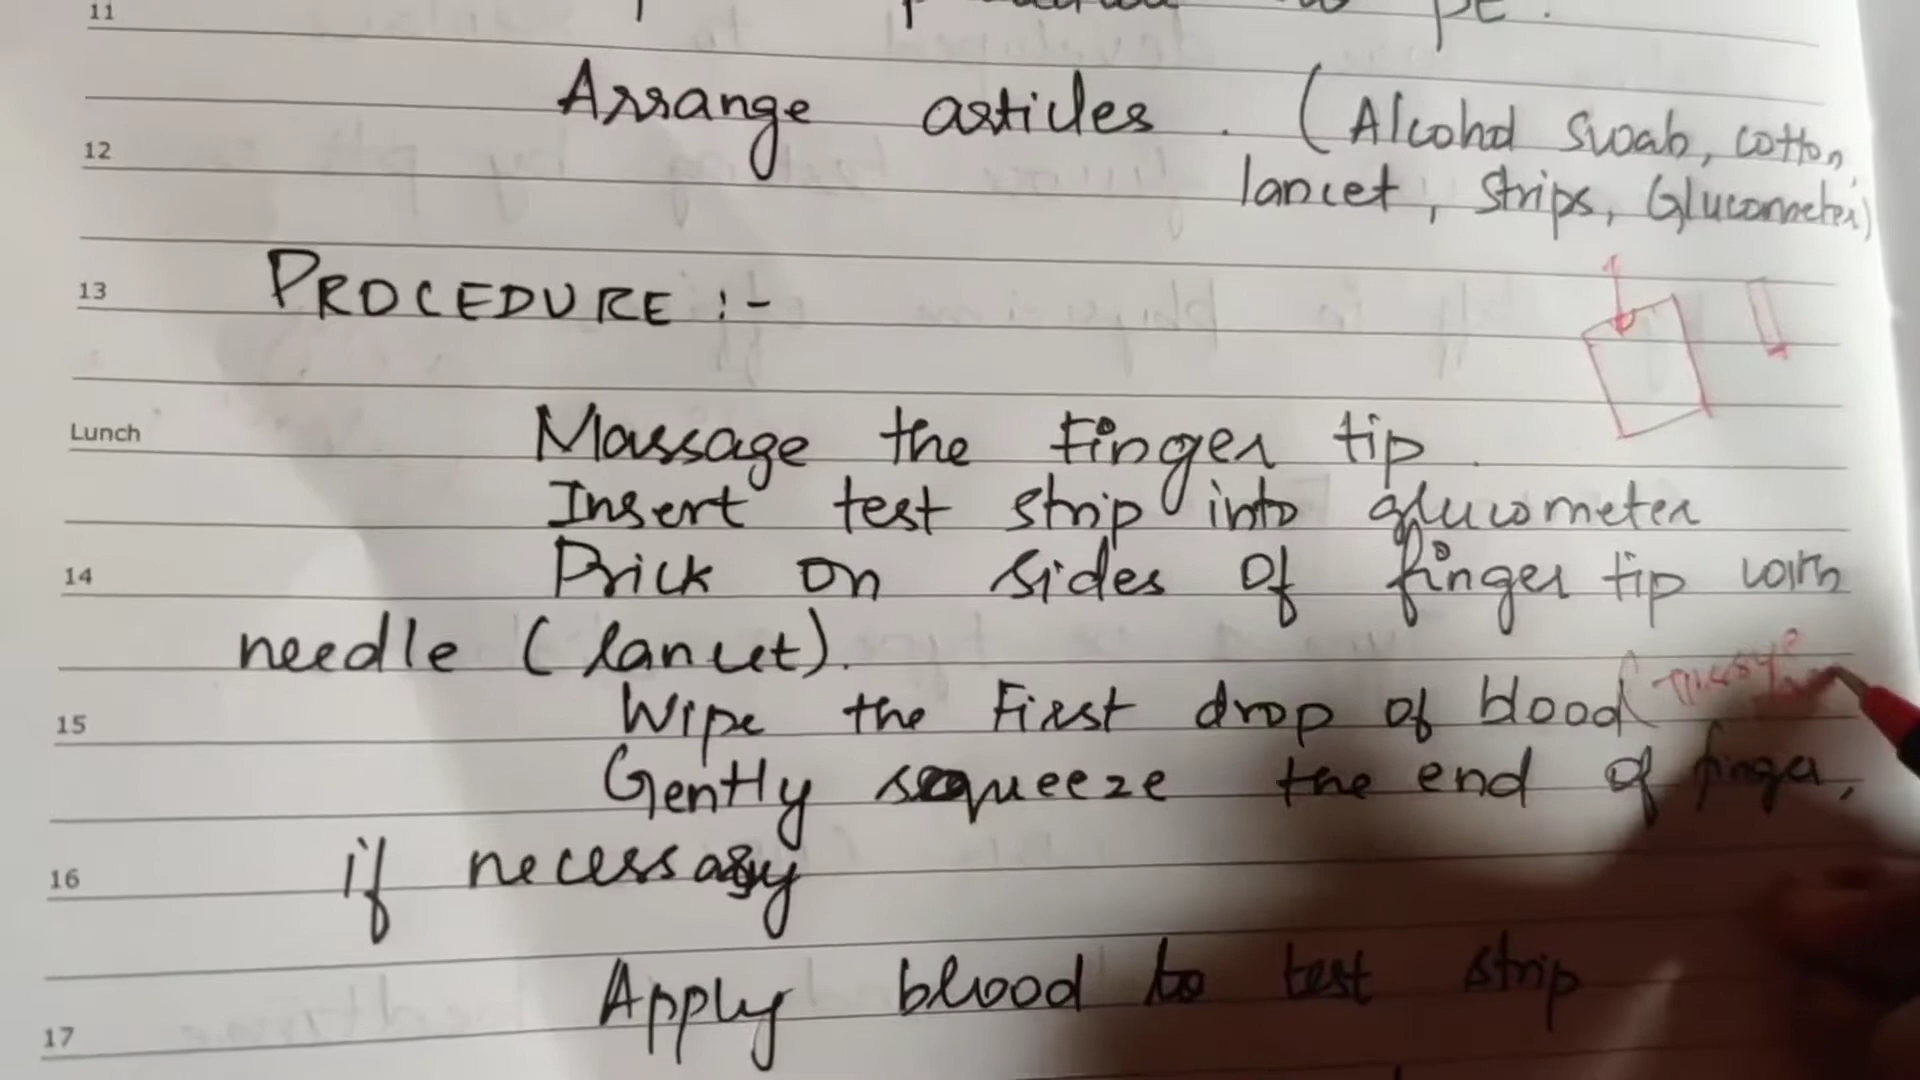 11
to pt.
Arrange articles. (Alcohol swab, cotton,
12
lancet, strips, Glucometer)
13
PROCEDURE :-
Lunch
Massage the Finger tip.
Insert test strip into glucometer
14
Prick on sides of finger tip with
needle (lancet).
15
Wipe the First drop of blood
Gently squeeze the end of finger,
16
if necessary
Apply blood to test strip
17